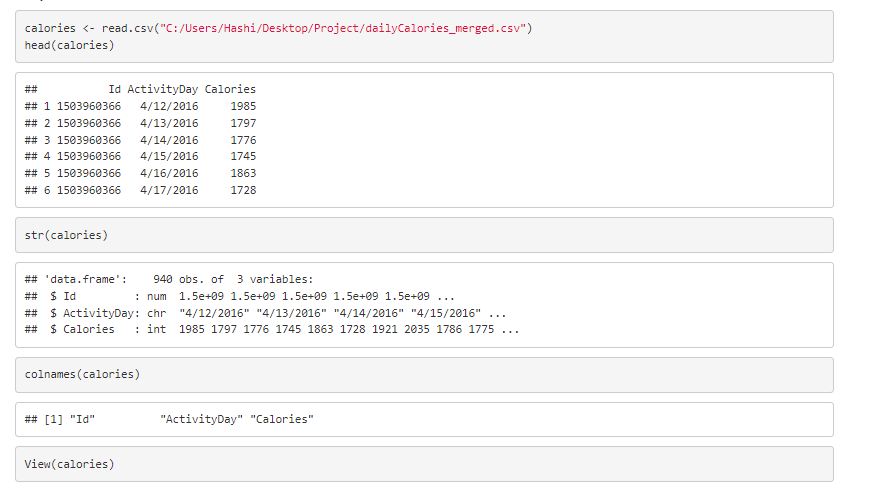 calories <- read.csv("C:/Users/Hashi/Desktop/Project/dailyCalories_merged.csv")
head(calories)
##           Id ActivityDay Calories
## 1 1503960366   4/12/2016     1985
## 2 1503960366   4/13/2016     1797
## 3 1503960366   4/14/2016     1776
## 4 1503960366   4/15/2016     1745
## 5 1503960366   4/16/2016     1863
## 6 1503960366   4/17/2016     1728
str(calories)
## 'data.frame':    940 obs. of  3 variables:
##  $ Id         : num  1.5e+09 1.5e+09 1.5e+09 1.5e+09 1.5e+09 ...
##  $ ActivityDay: chr  "4/12/2016" "4/13/2016" "4/14/2016" "4/15/2016" ...
##  $ Calories   : int  1985 1797 1776 1745 1863 1728 1921 2035 1786 1775 ...
colnames(calories)
## [1] "Id"          "ActivityDay" "Calories"
View(calories)